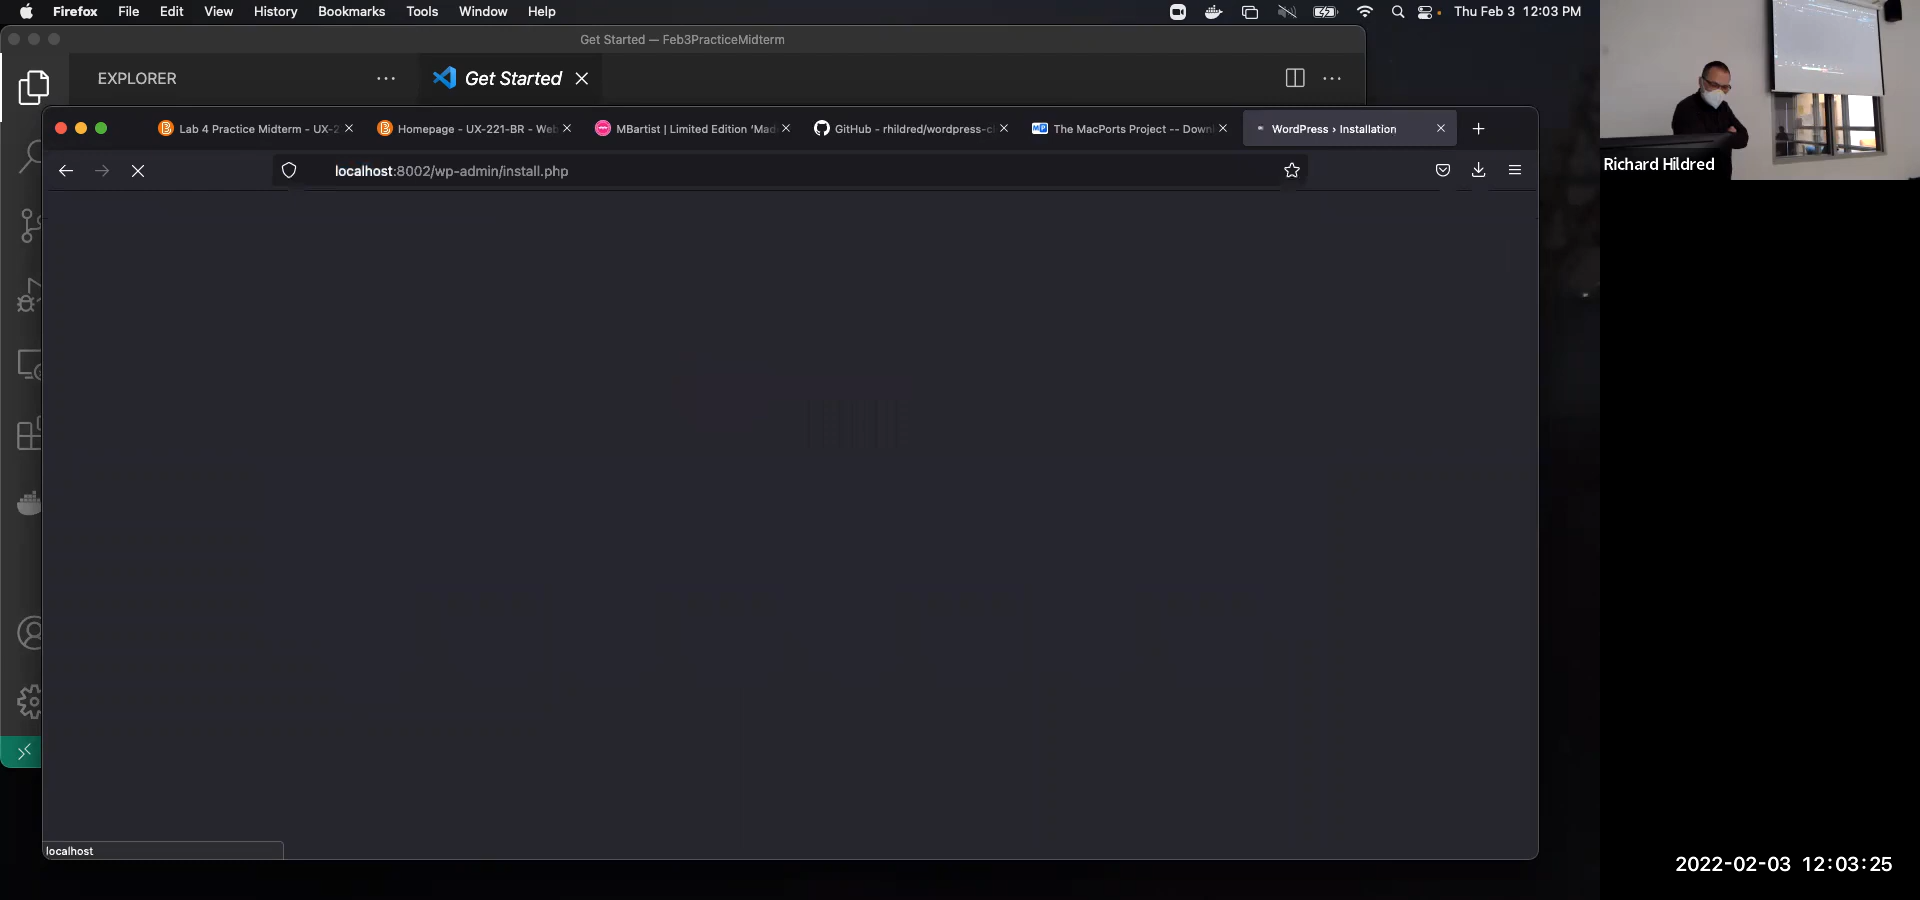 Firefox File Edit View History Bookmarks Tools Window Help
Thu Feb 3 12:03 PM
Get Started — Feb3PracticeMidterm
EXPLORER
Get Started
Lab 4 Practice Midterm - UX-2
Homepage - UX-221-BR - Web
MBartist | Limited Edition ‘Mad
GitHub - rhildred/wordpress-cl
The MacPorts Project -- Downl
WordPress › Installation
localhost:8002/wp-admin/install.php
localhost
Richard Hildred
2022-02-03 12:03:25